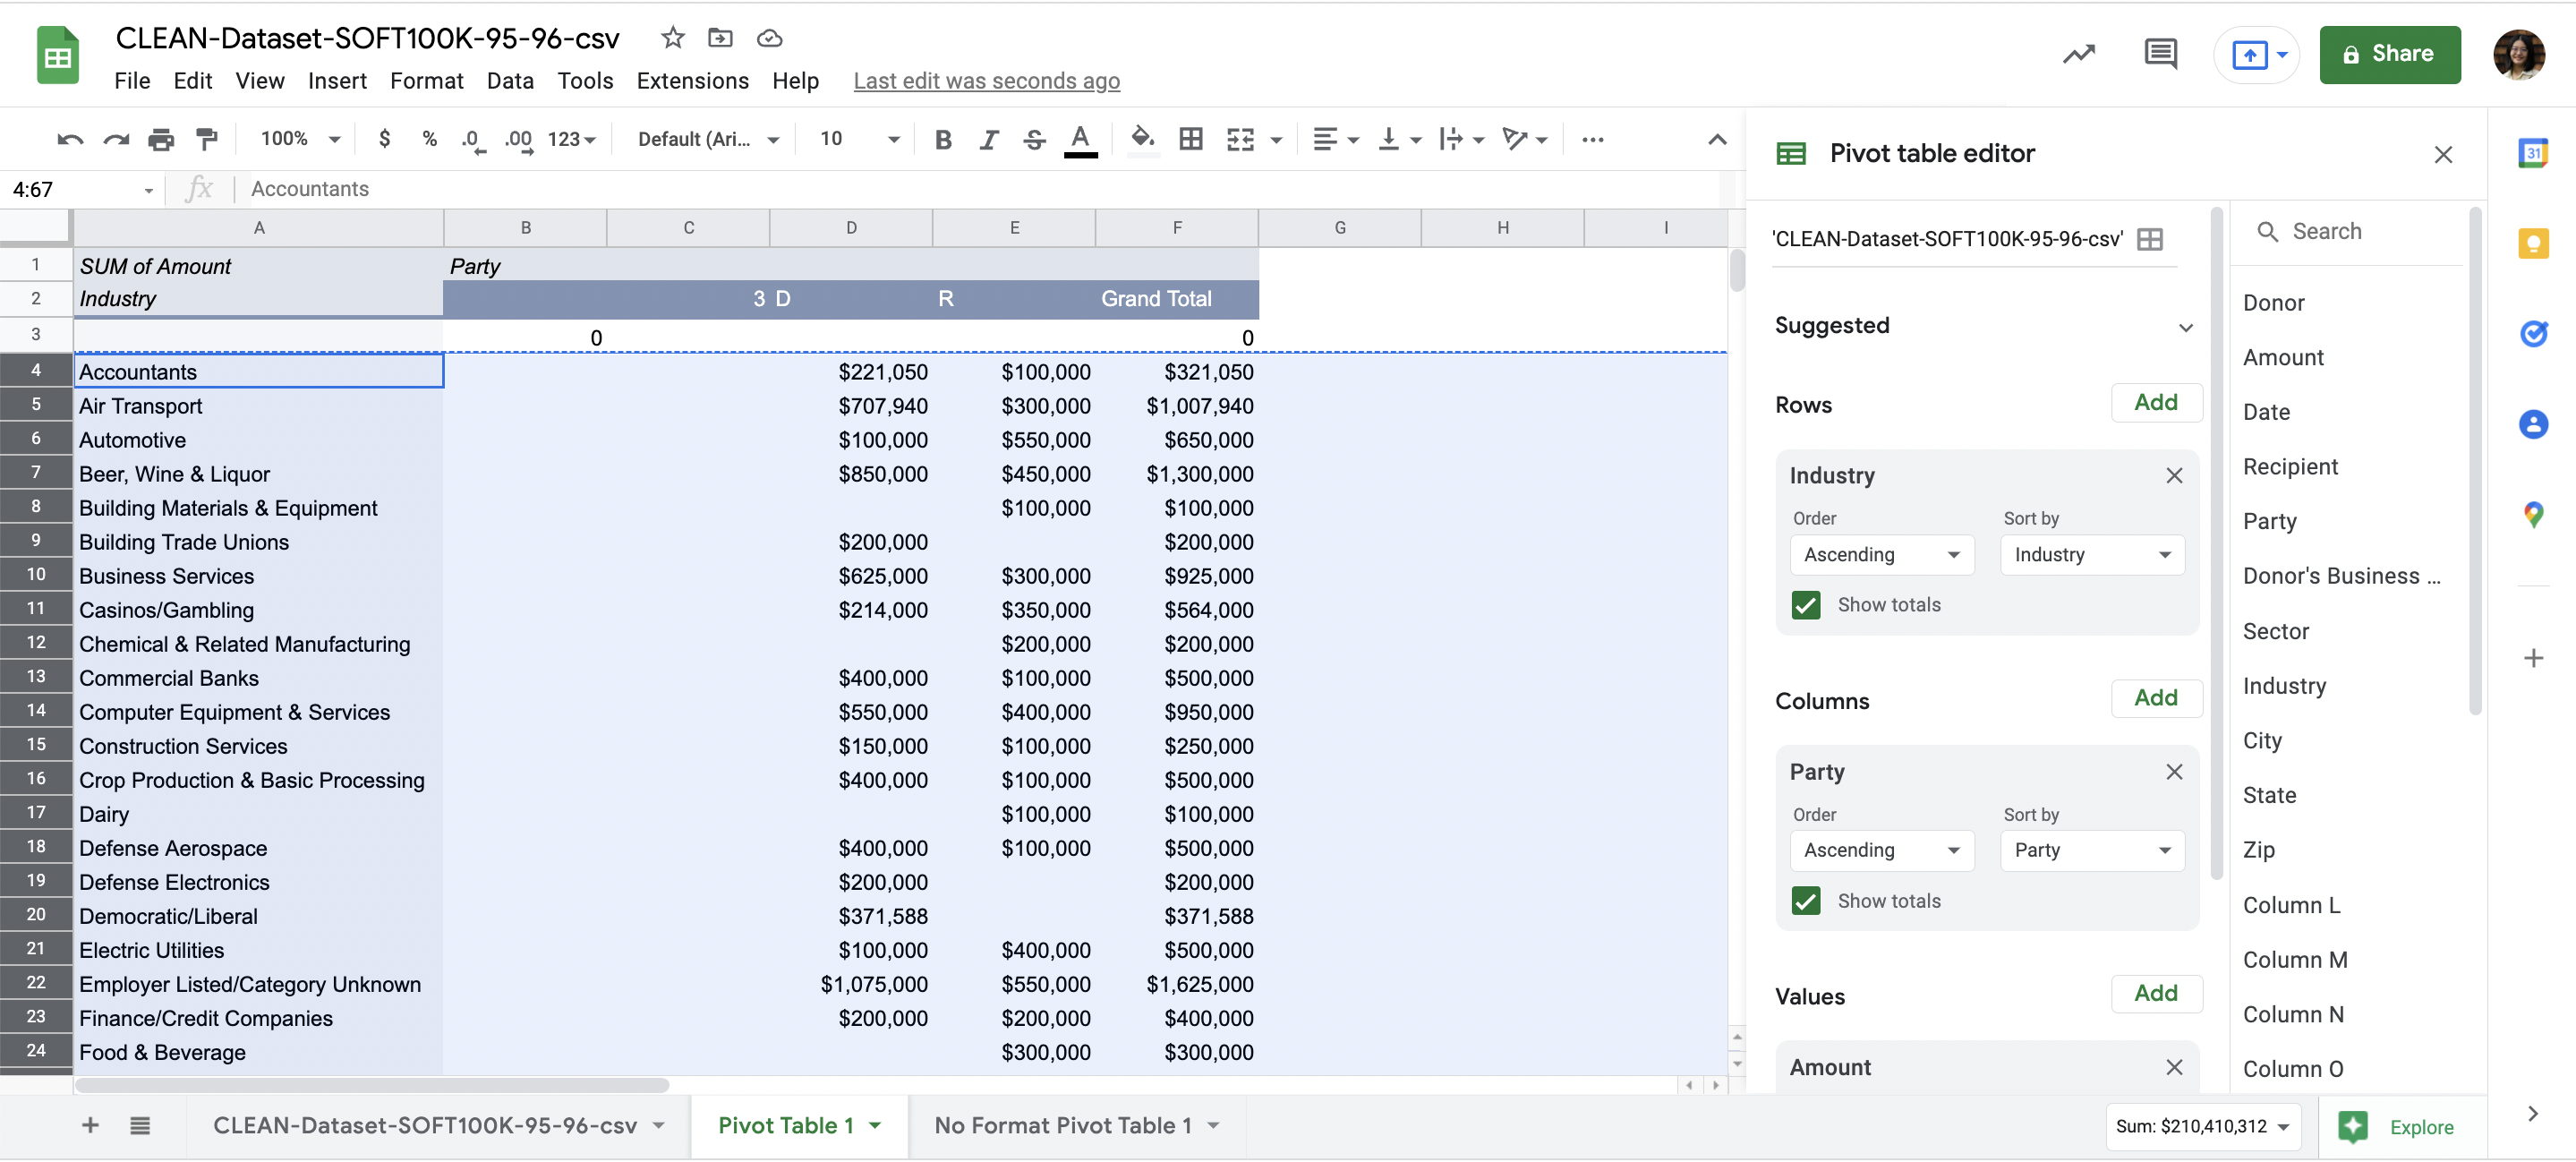 CLEAN-Dataset-SOFT100K-95-96-csv
File Edit View Insert Format Data Tools Extensions Help Last edit was seconds ago
Share
100% $ % .0 .00 123 Default (Ari... 10 B I S A ...
4:67 fx Accountants
A B C D E F G H I
1 SUM of Amount Party
2 Industry 3 D R Grand Total
3 0 0
4 Accountants $221,050 $100,000 $321,050
5 Air Transport $707,940 $300,000 $1,007,940
6 Automotive $100,000 $550,000 $650,000
7 Beer, Wine & Liquor $850,000 $450,000 $1,300,000
8 Building Materials & Equipment $100,000 $100,000
9 Building Trade Unions $200,000 $200,000
10 Business Services $625,000 $300,000 $925,000
11 Casinos/Gambling $214,000 $350,000 $564,000
12 Chemical & Related Manufacturing $200,000 $200,000
13 Commercial Banks $400,000 $100,000 $500,000
14 Computer Equipment & Services $550,000 $400,000 $950,000
15 Construction Services $150,000 $100,000 $250,000
16 Crop Production & Basic Processing $400,000 $100,000 $500,000
17 Dairy $100,000 $100,000
18 Defense Aerospace $400,000 $100,000 $500,000
19 Defense Electronics $200,000 $200,000
20 Democratic/Liberal $371,588 $371,588
21 Electric Utilities $100,000 $400,000 $500,000
22 Employer Listed/Category Unknown $1,075,000 $550,000 $1,625,000
23 Finance/Credit Companies $200,000 $200,000 $400,000
24 Food & Beverage $300,000 $300,000
Pivot table editor
'CLEAN-Dataset-SOFT100K-95-96-csv'
Suggested
Rows Add
Industry
Order Sort by
Ascending Industry
Show totals
Columns Add
Party
Order Sort by
Ascending Party
Show totals
Values Add
Amount
Search
Donor
Amount
Date
Recipient
Party
Donor's Business ...
Sector
Industry
City
State
Zip
Column L
Column M
Column N
Column O
31
CLEAN-Dataset-SOFT100K-95-96-csv Pivot Table 1 No Format Pivot Table 1 Sum: $210,410,312 Explore